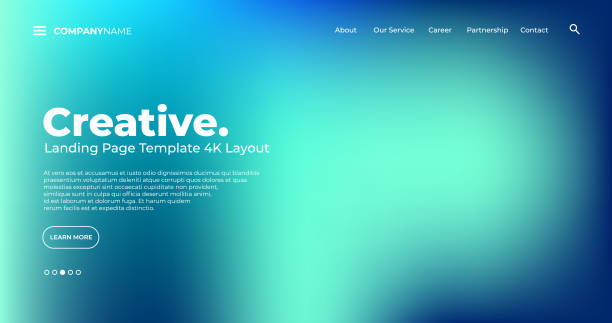 COMPANYNAME
About Our Service Career Partnership Contact
Creative.
Landing Page Template 4K Layout
At vero eos et accusamus et iusto odio dignissimos ducimus qui blanditiis
praesentium voluptatum deleniti atque corrupti quos dolores et quas
molestias excepturi sint occaecati cupiditate non provident,
similique sunt in culpa qui officia deserunt mollitia animi,
id est laborum et dolorum fuga. Et harum quidem
rerum facilis est et expedita distinctio.
LEARN MORE